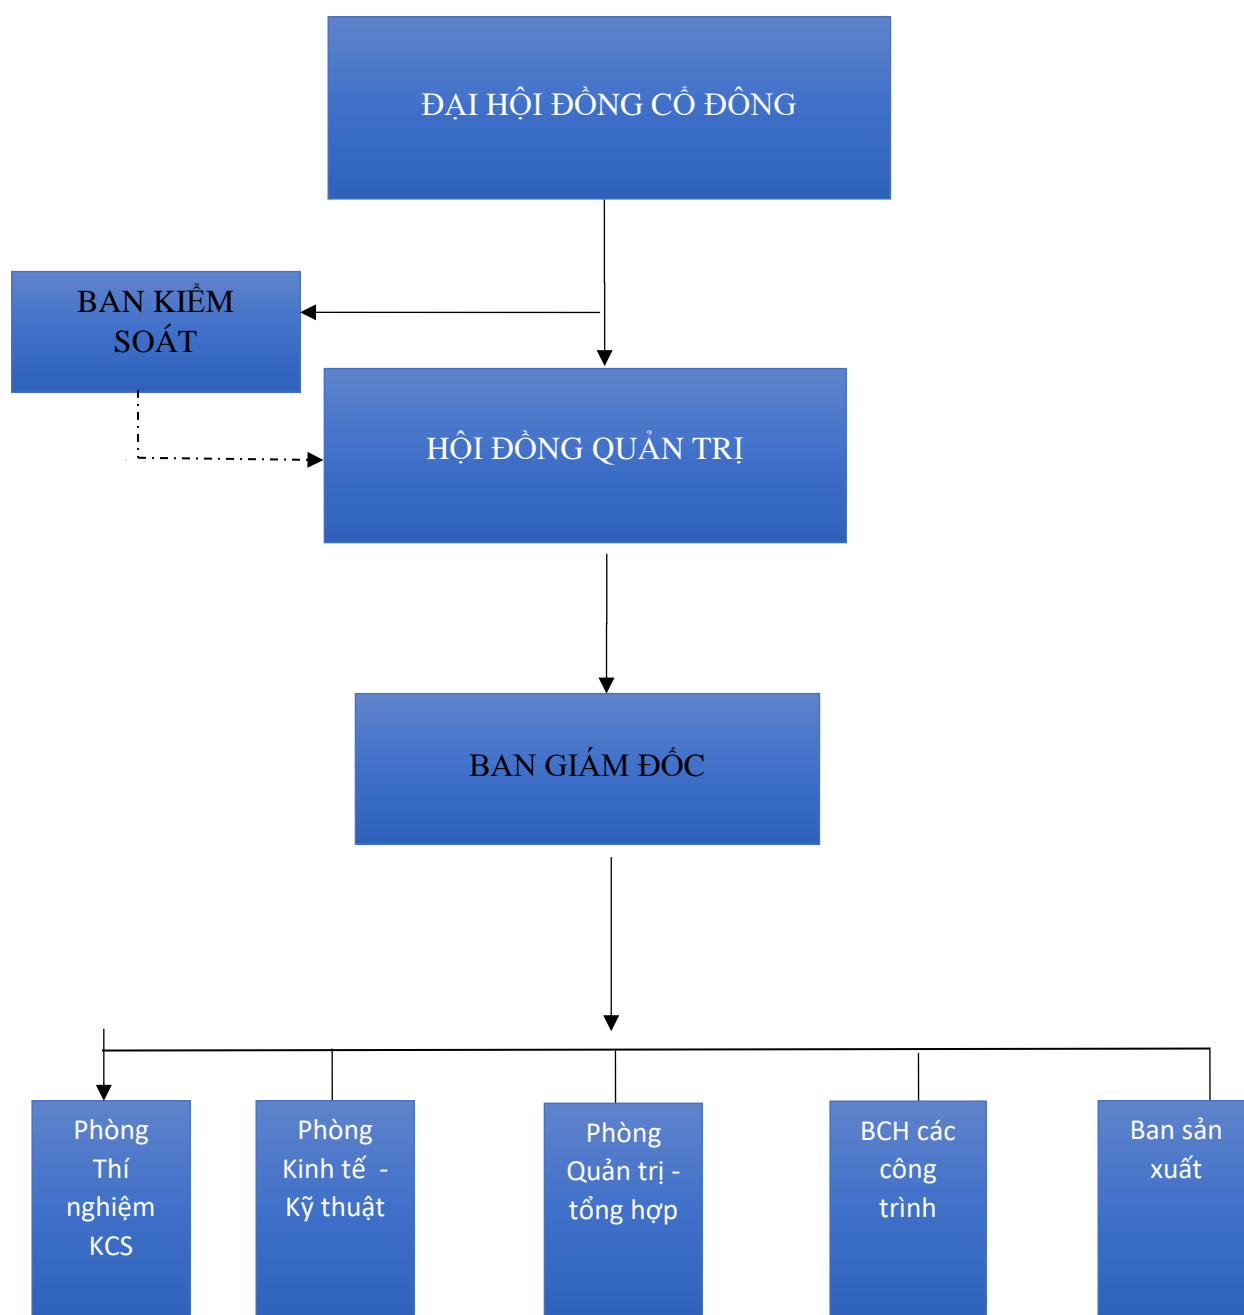 ĐẠI HỘI ĐỒNG CỔ ĐÔNG
BAN KIỂM
SOÁT
HỘI ĐỒNG QUẢN TRỊ
BAN GIÁM ĐỐC
Phòng
Thí
nghiệm
KCS
Phòng
Kinh tế -
Kỹ thuật
Phòng
Quản trị -
tổng hợp
BCH các
công
trình
Ban sản
xuất